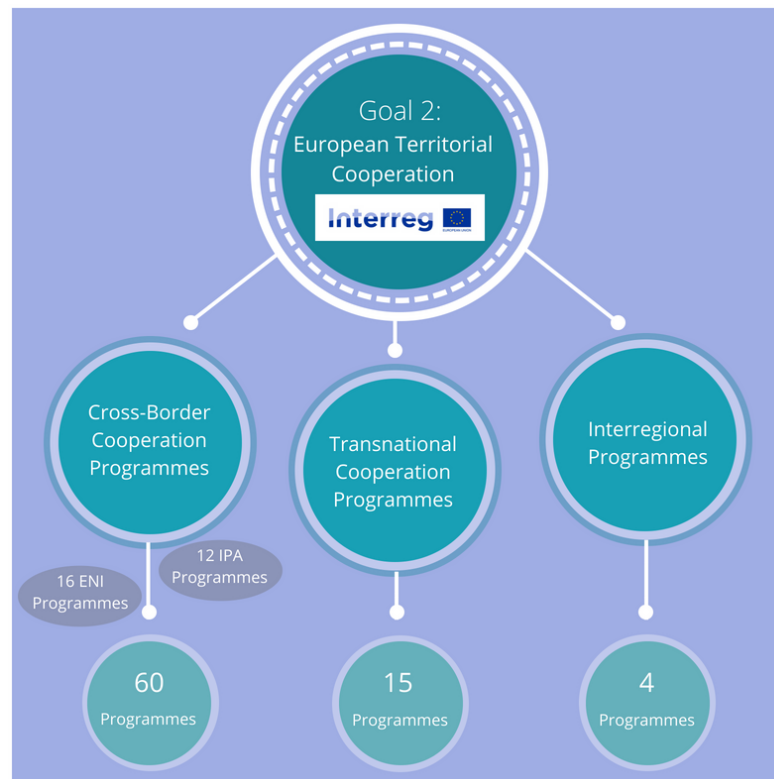 Goal 2:
European Territorial
Cooperation
Interreg
EUROPEAN UNION
Cross-Border
Cooperation
Programmes
Transnational
Cooperation
Programmes
Interregional
Programmes
16 ENI
Programmes
12 IPA
Programmes
60
Programmes
15
Programmes
4
Programmes